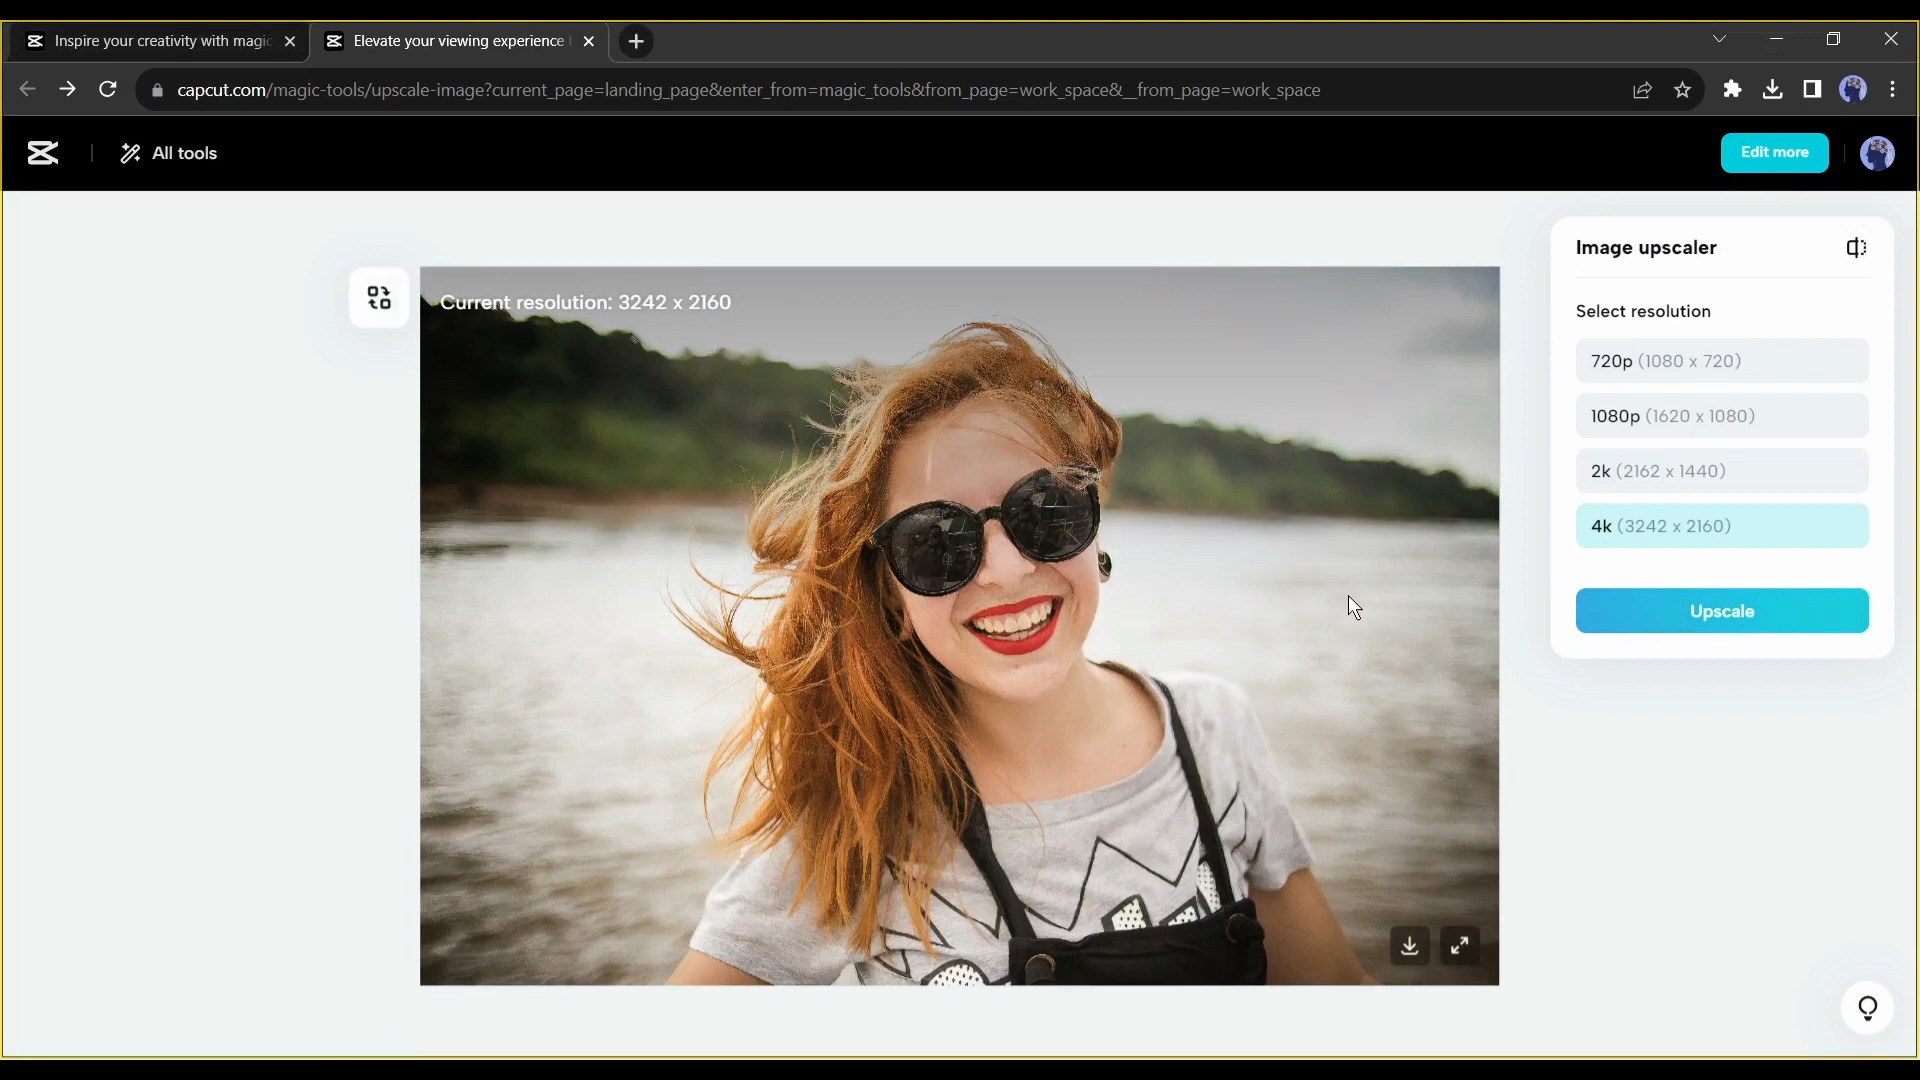 Inspire your creativity with magic
Elevate your viewing experience
capcut.com/magic-tools/upscale-image?current_page=landing_page&enter_from=magic_tools&from_page=work_space&__from_page=work_space
All tools
Edit more
Current resolution: 3242 x 2160
Image upscaler
Select resolution
720p (1080 x 720)
1080p (1620 x 1080)
2k (2162 x 1440)
4k (3242 x 2160)
Upscale